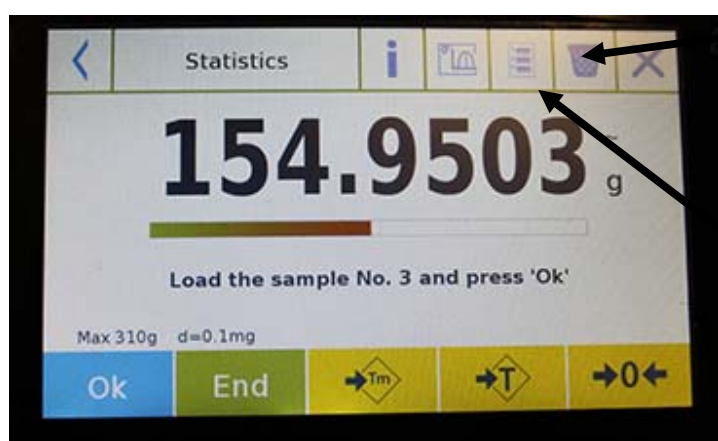 Statistics
154.9503 g
Load the sample No. 3 and press 'Ok'
Max 310g d=0.1mg
Ok End Tm T 0